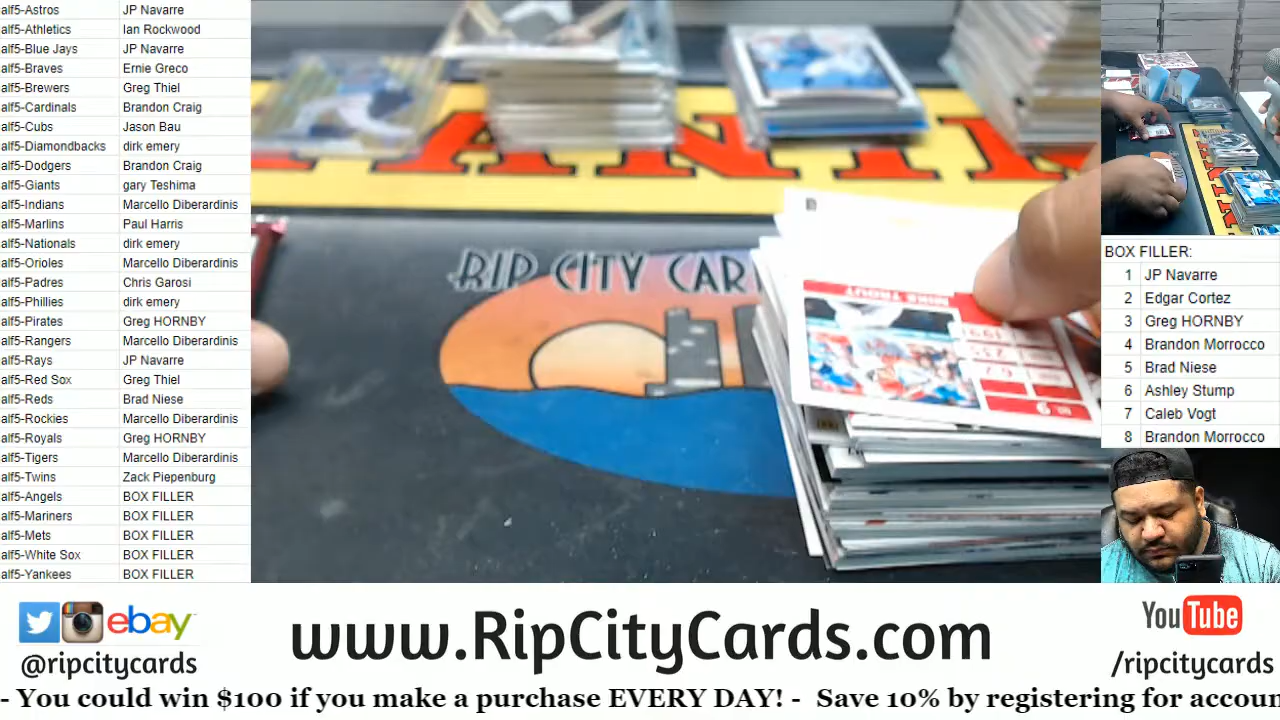 alf5-Astros JP Navarre
alf5-Athletics Ian Rockwood
alf5-Blue Jays JP Navarre
alf5-Braves Ernie Greco
alf5-Brewers Greg Thiel
alf5-Cardinals Brandon Craig
alf5-Cubs Jason Bau
alf5-Diamondbacks dirk emery
alf5-Dodgers Brandon Craig
alf5-Giants gary Teshima
alf5-Indians Marcello Diberardinis
alf5-Marlins Paul Harris
alf5-Nationals dirk emery
alf5-Orioles Marcello Diberardinis
alf5-Padres Chris Garosi
alf5-Phillies dirk emery
alf5-Pirates Greg HORNBY
alf5-Rangers Marcello Diberardinis
alf5-Rays JP Navarre
alf5-Red Sox Greg Thiel
alf5-Reds Brad Niese
alf5-Rockies Marcello Diberardinis
alf5-Royals Greg HORNBY
alf5-Tigers Marcello Diberardinis
alf5-Twins Zack Piepenburg
alf5-Angels BOX FILLER
alf5-Mariners BOX FILLER
alf5-Mets BOX FILLER
alf5-White Sox BOX FILLER
alf5-Yankees BOX FILLER
RIP CITY CAR
MIKE TROUT
BOX FILLER:
1 JP Navarre
2 Edgar Cortez
3 Greg HORNBY
4 Brandon Morrocco
5 Brad Niese
6 Ashley Stump
7 Caleb Vogt
8 Brandon Morrocco
ebay
@ripcitycards
www.RipCityCards.com
YouTube
/ripcitycards
- You could win $100 if you make a purchase EVERY DAY! - Save 10% by registering for accoun